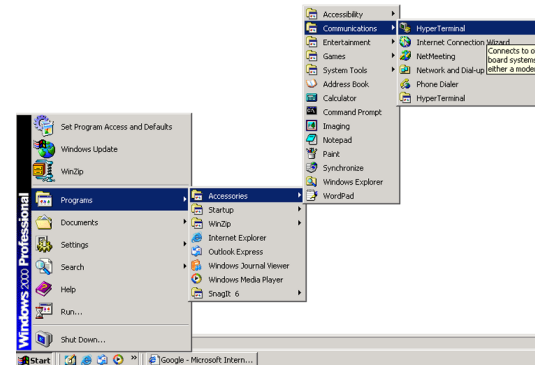 Accessibility
Communications
Entertainment
Games
System Tools
Address Book
Calculator
Command Prompt
Imaging
Notepad
Paint
Synchronize
Windows Explorer
WordPad
HyperTerminal
Internet Connection Wizard
NetMeeting
Network and Dial-up
Phone Dialer
HyperTerminal
Connects to o
board systems
either a mode
Set Program Access and Defaults
Windows Update
WinZip
Programs
Documents
Settings
Search
Help
Run...
Shut Down...
Windows 2000 Professional
Accessories
Startup
WinZip
Internet Explorer
Outlook Express
Windows Journal Viewer
Windows Media Player
SnagIt 6
Start
Google - Microsoft Intern...